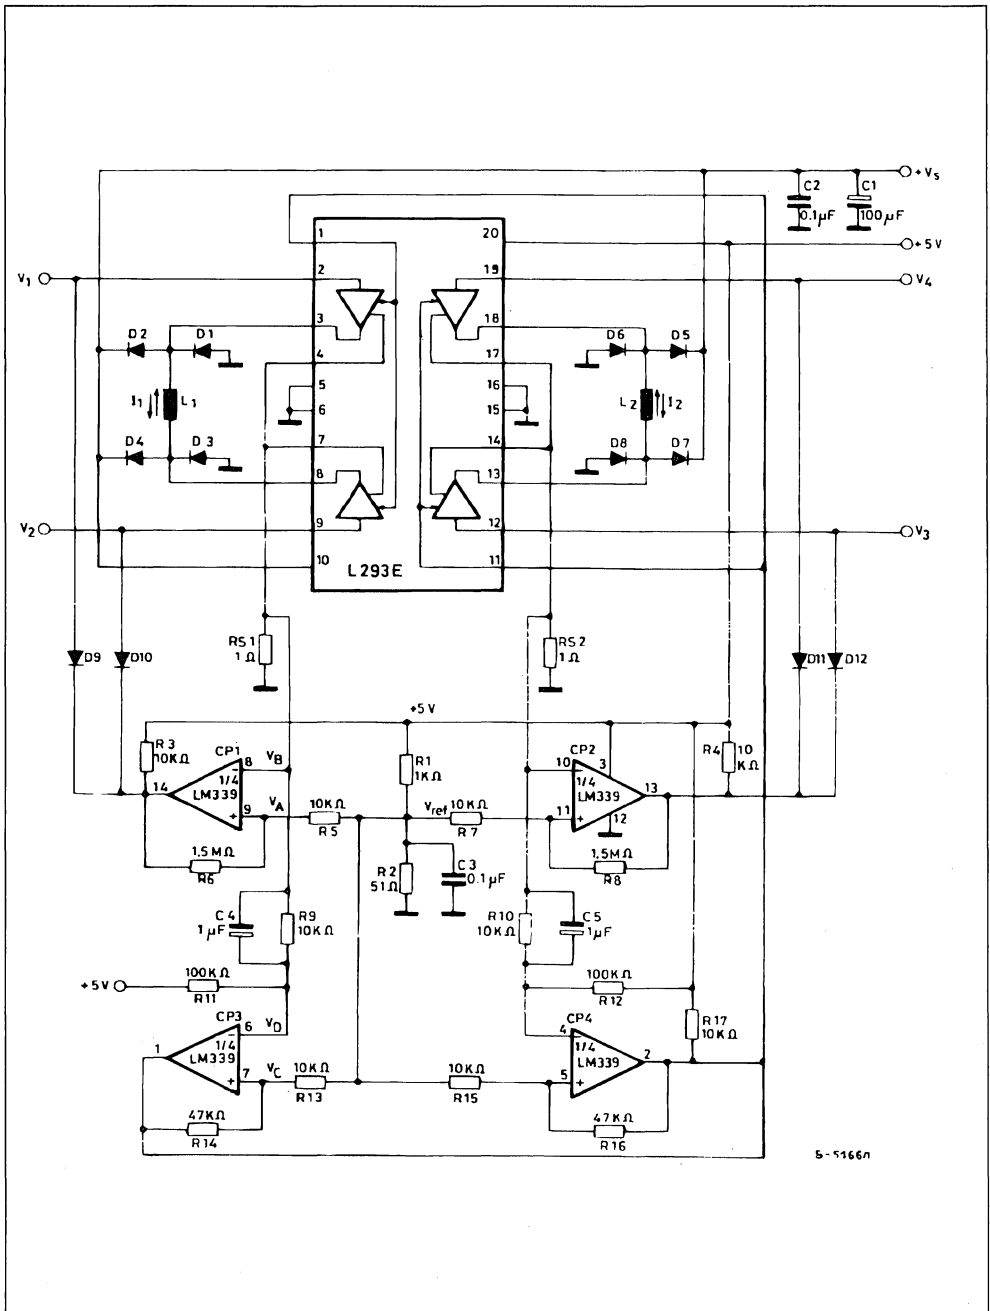 +Vs
C2
0.1µF
C1
100µF
+5V
V1
V4
1
20
2
19
3
18
4
17
5
16
6
15
7
14
8
13
9
12
10
11
L293E
D2
D1
I1
L1
D4
D3
D6
D5
L2
I2
D8
D7
V2
V3
RS1
1Ω
RS2
1Ω
D9
D10
D11
D12
+5V
R3
10KΩ
CP1
VB
8
14
1/4
LM339
9
VA
10KΩ
R5
R1
1KΩ
Vref
10KΩ
R7
CP2
10
3
1/4
LM339
11
12
13
R4
10
KΩ
1.5MΩ
R6
R2
51Ω
C3
0.1µF
1.5MΩ
R8
C4
1µF
R9
10KΩ
R10
10KΩ
C5
1µF
+5V
100KΩ
R11
100KΩ
R12
R17
10KΩ
CP3
VD
6
1
1/4
LM339
7
VC
10KΩ
R13
10KΩ
R15
CP4
4
1/4
LM339
5
2
47KΩ
R14
47KΩ
R16